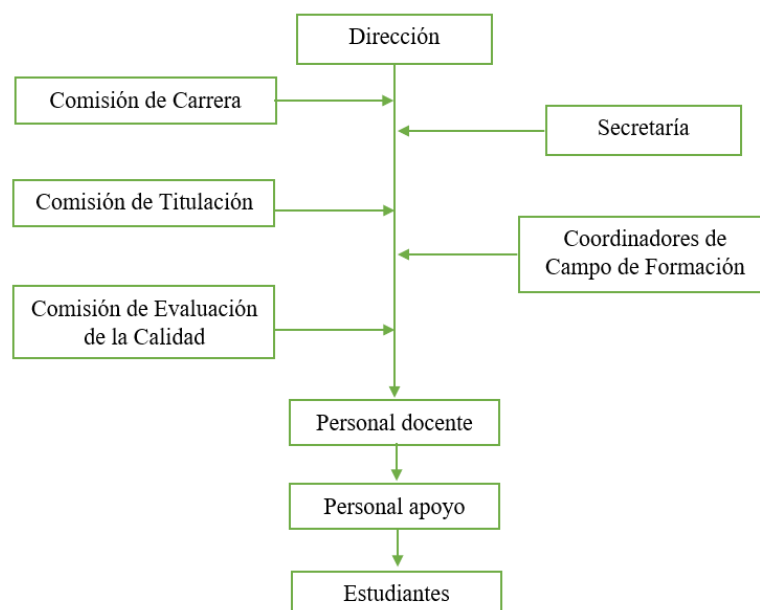 Dirección
Comisión de Carrera
Secretaría
Comisión de Titulación
Coordinadores de
Campo de Formación
Comisión de Evaluación
de la Calidad
Personal docente
Personal apoyo
Estudiantes